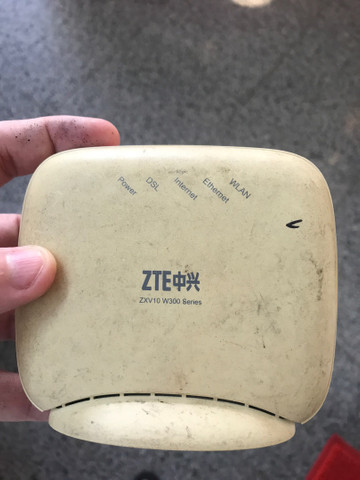 Power DSL Internet Ethernet WLAN
ZTE中兴
ZXV10 W300 Series